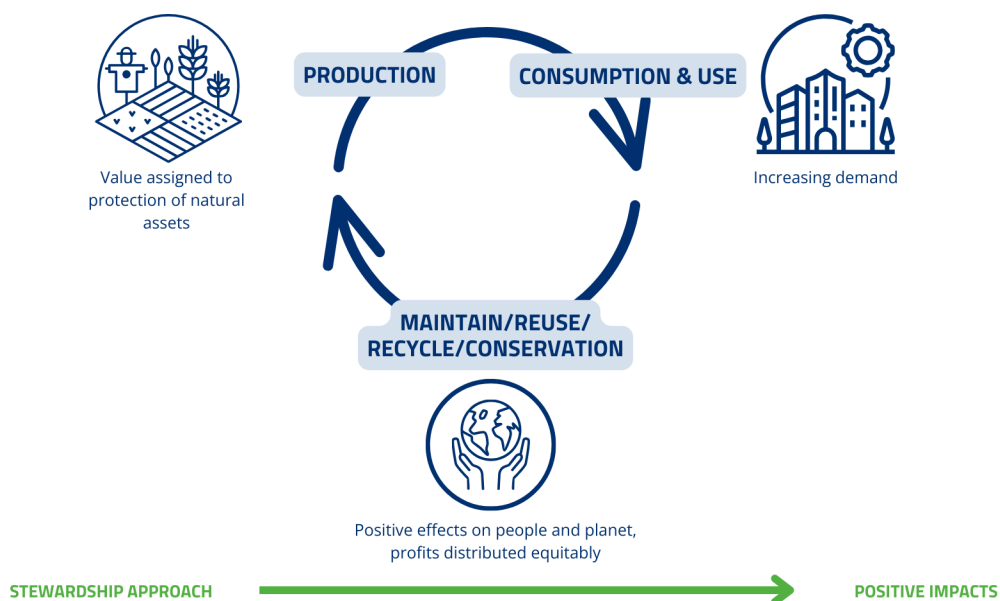 PRODUCTION
CONSUMPTION & USE
Value assigned to
protection of natural
assets
Increasing demand
MAINTAIN/REUSE/
RECYCLE/CONSERVATION
Positive effects on people and planet,
profits distributed equitably
STEWARDSHIP APPROACH
POSITIVE IMPACTS